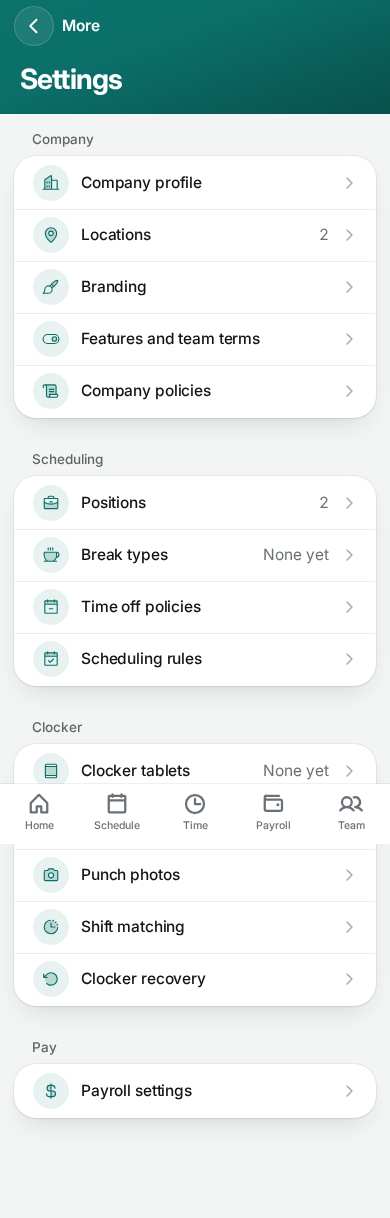 More
Settings
Company
Company profile
Locations 2
Branding
Features and team terms
Company policies
Scheduling
Positions 2
Break types None yet
Time off policies
Scheduling rules
Clocker
Clocker tablets None yet
Home Schedule Time Payroll Team
Punch photos
Shift matching
Clocker recovery
Pay
$ Payroll settings